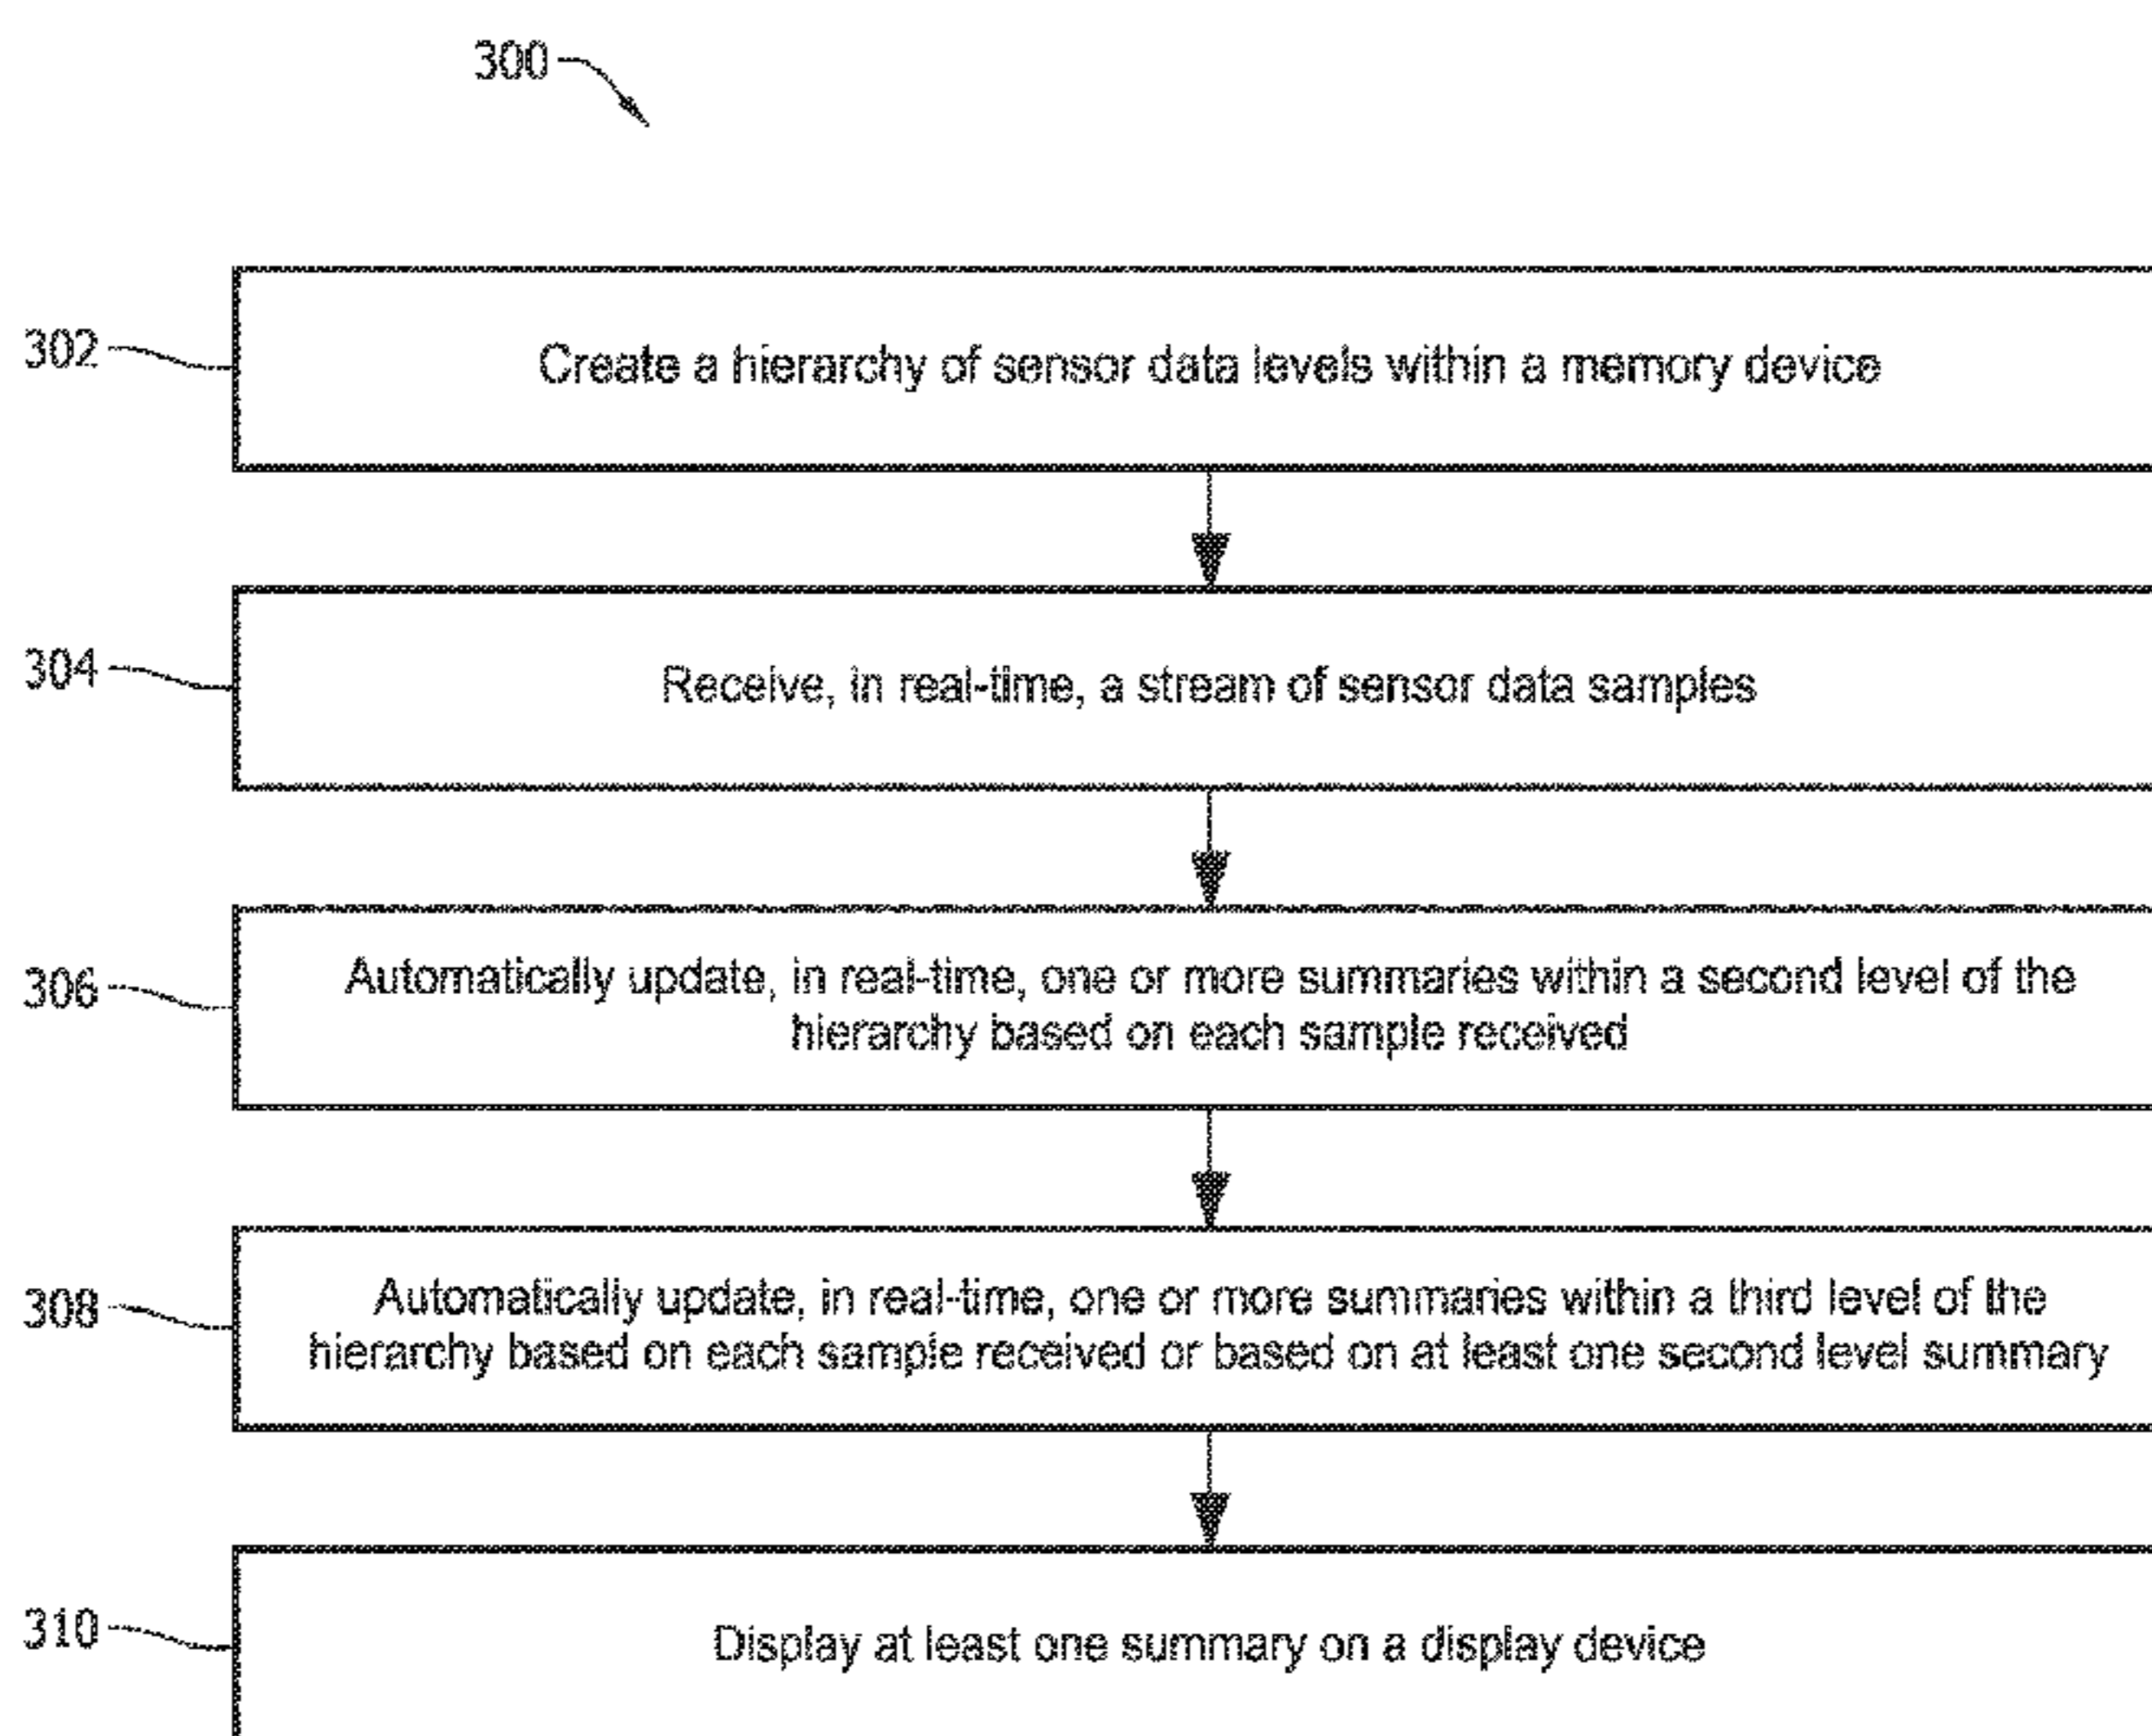 300
302
Create a hierarchy of sensor data levels within a memory device
304
Receive, in real-time, a stream of sensor data samples
306
Automatically update, in real-time, one or more summaries within a second level of the
hierarchy based on each sample received
308
Automatically update, in real-time, one or more summaries within a third level of the
hierarchy based on each sample received or based on at least one second level summary
310
Display at least one summary on a display device